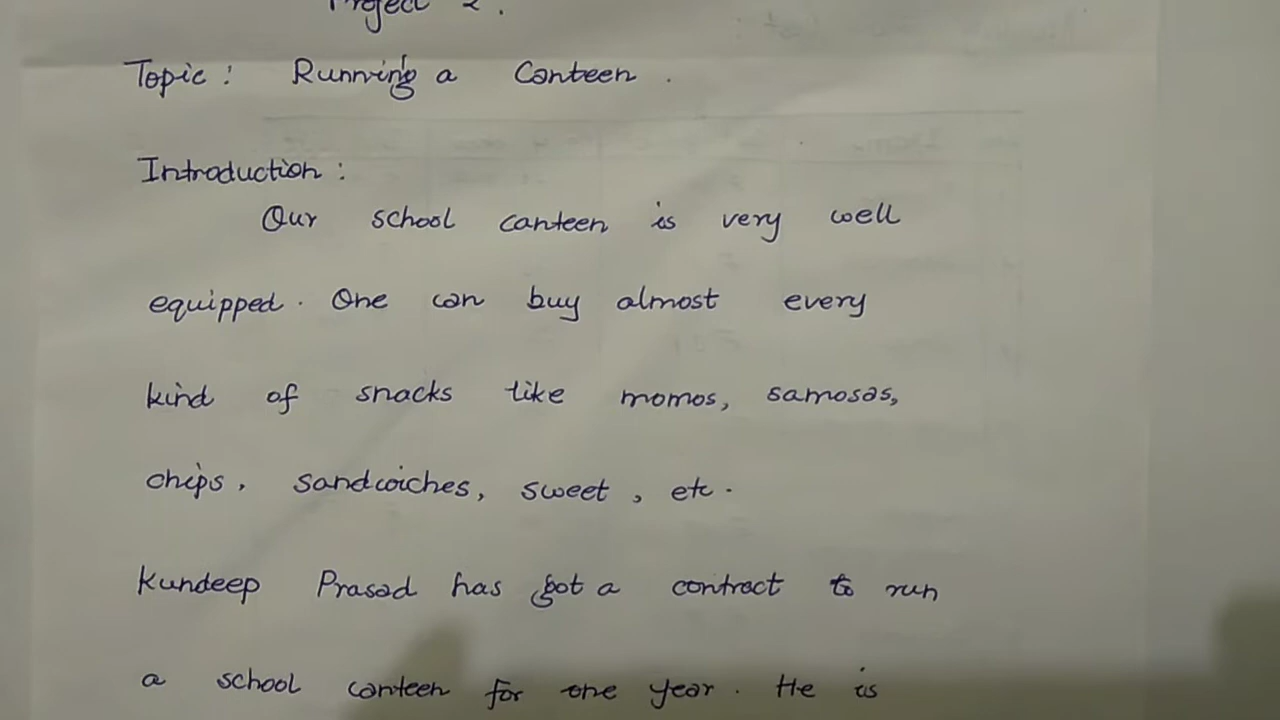 Project 2.
Topic: Running a Canteen.
Introduction:
Our school canteen is very well
equipped. One can buy almost every
kind of snacks like momos, samosas,
chips, sandwiches, sweet, etc.
Kundeep Prasad has got a contract to run
a school canteen for one year. He is